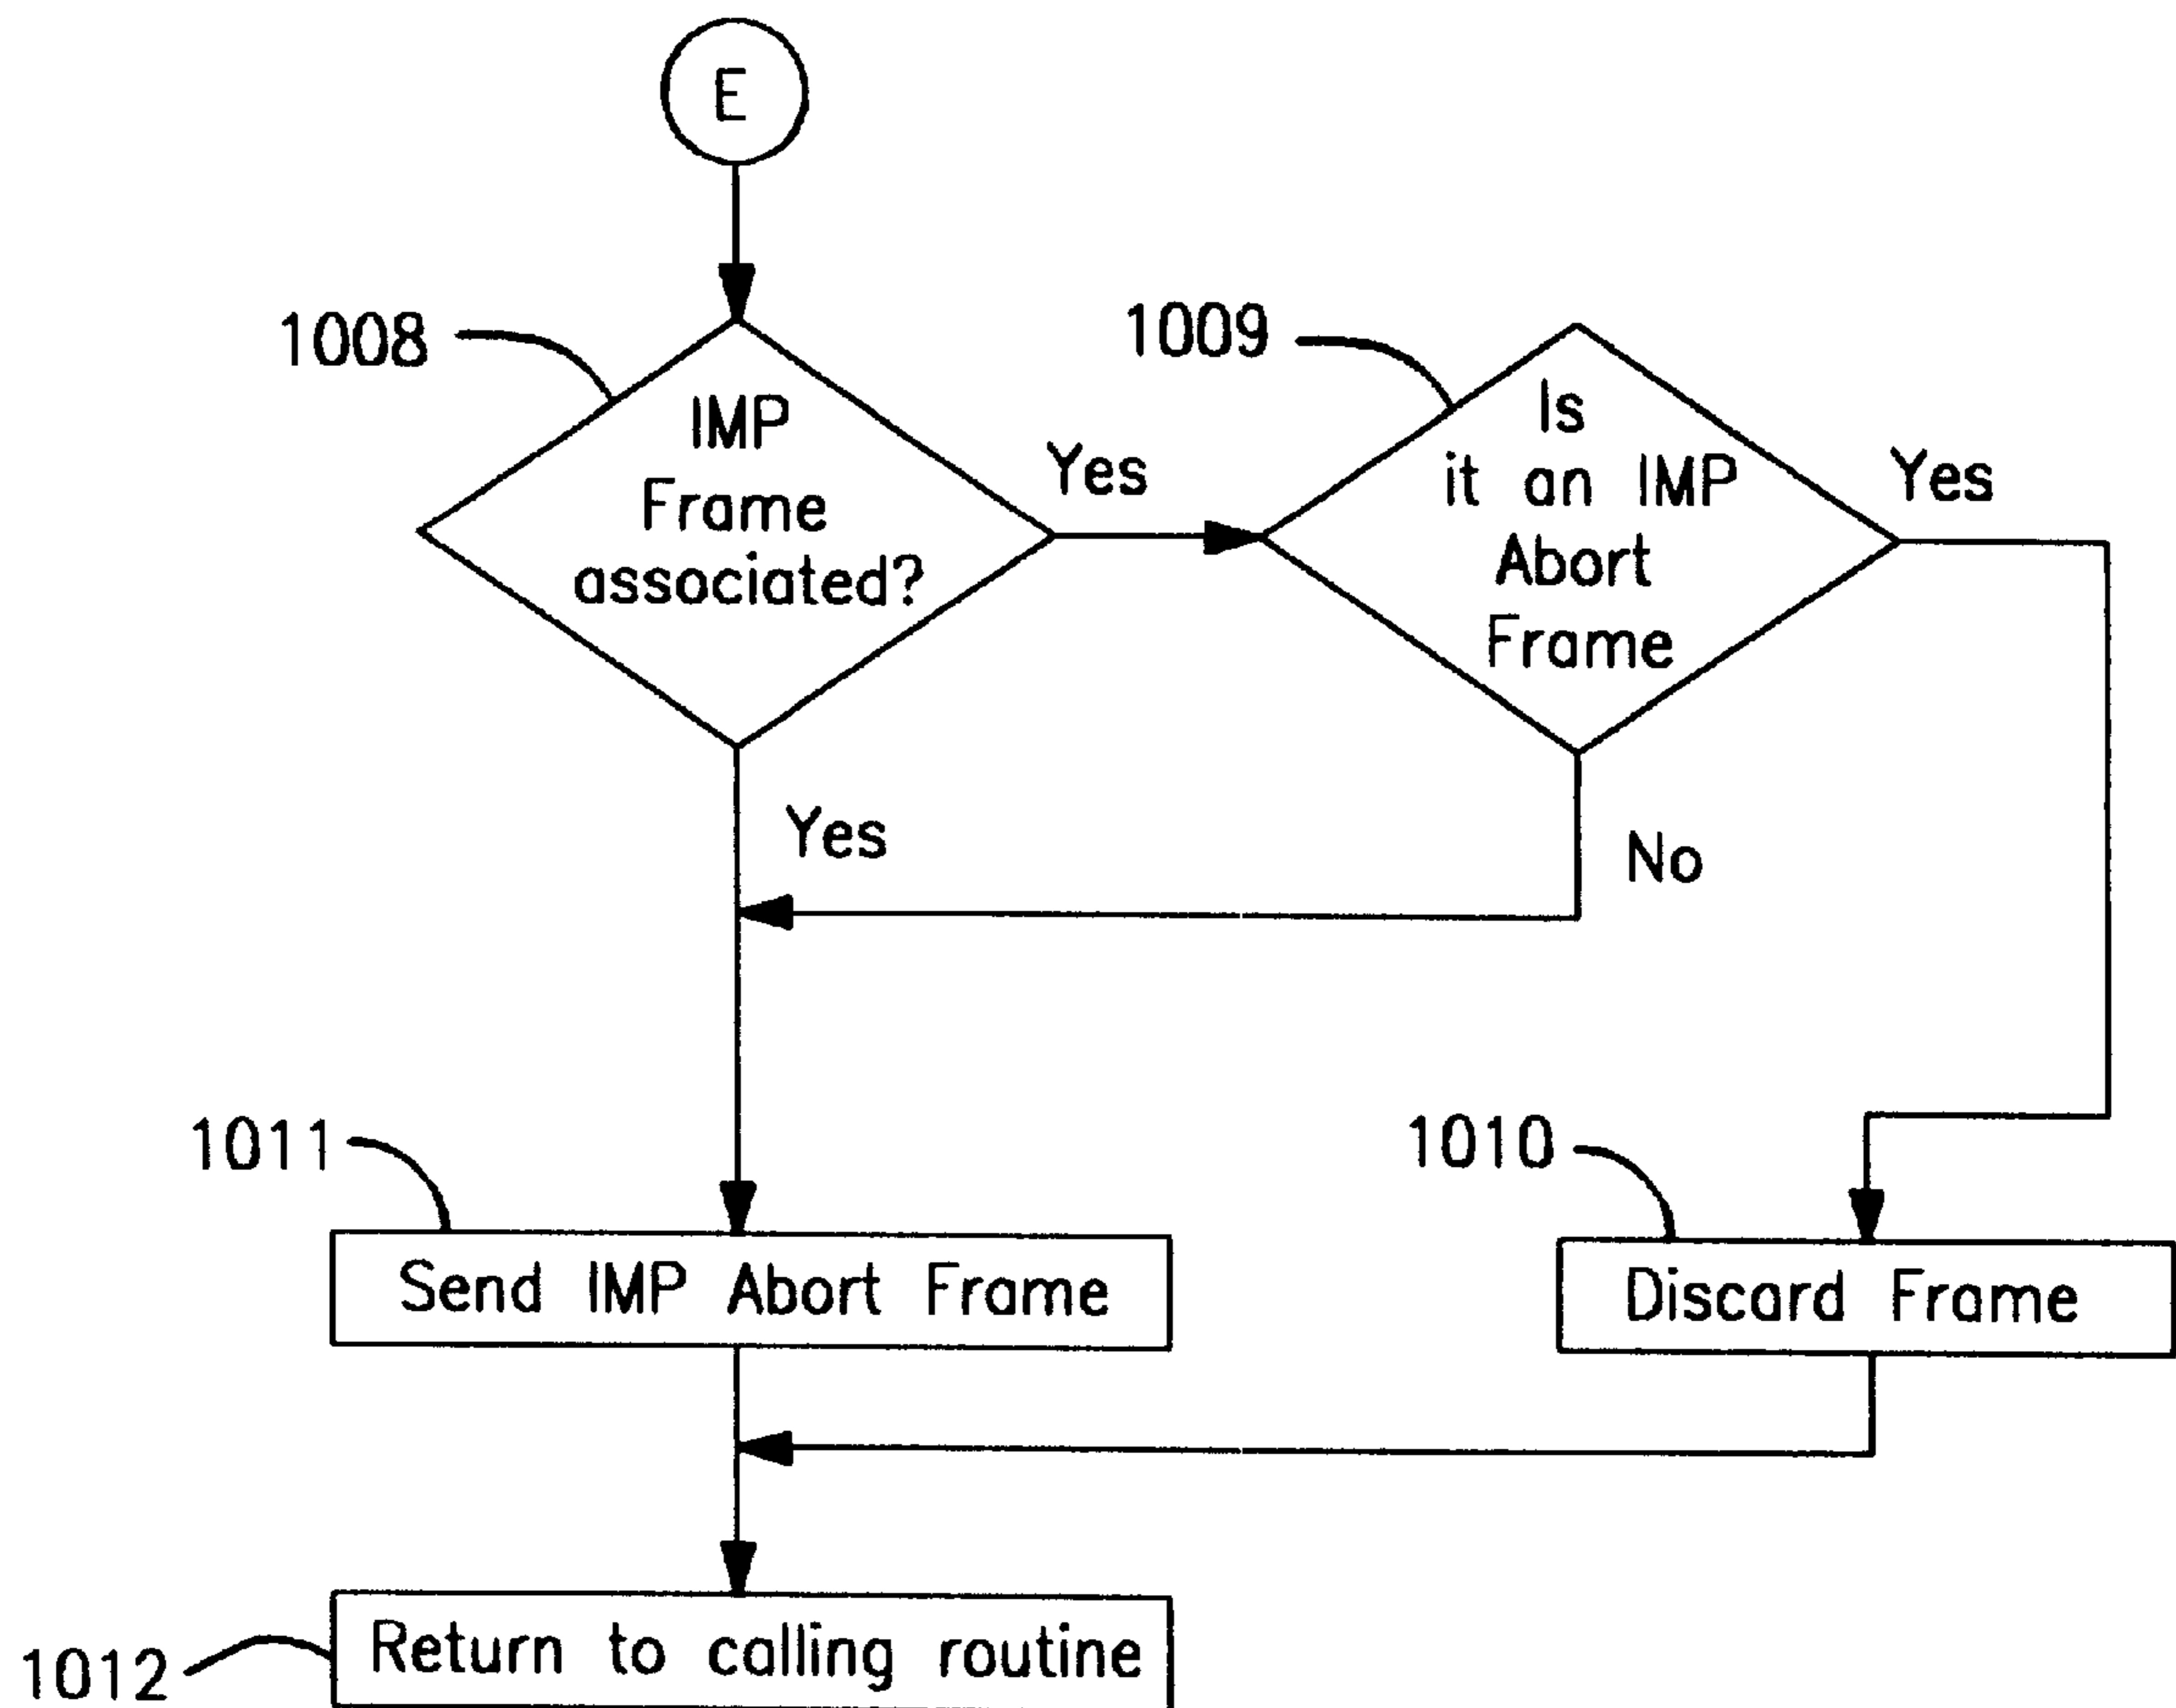 E
1008
IMP
Frame
associated?
Yes
1009
Is
it an IMP
Abort
Frame
Yes
Yes
No
1011
Send IMP Abort Frame
1010
Discard Frame
1012
Return to calling routine